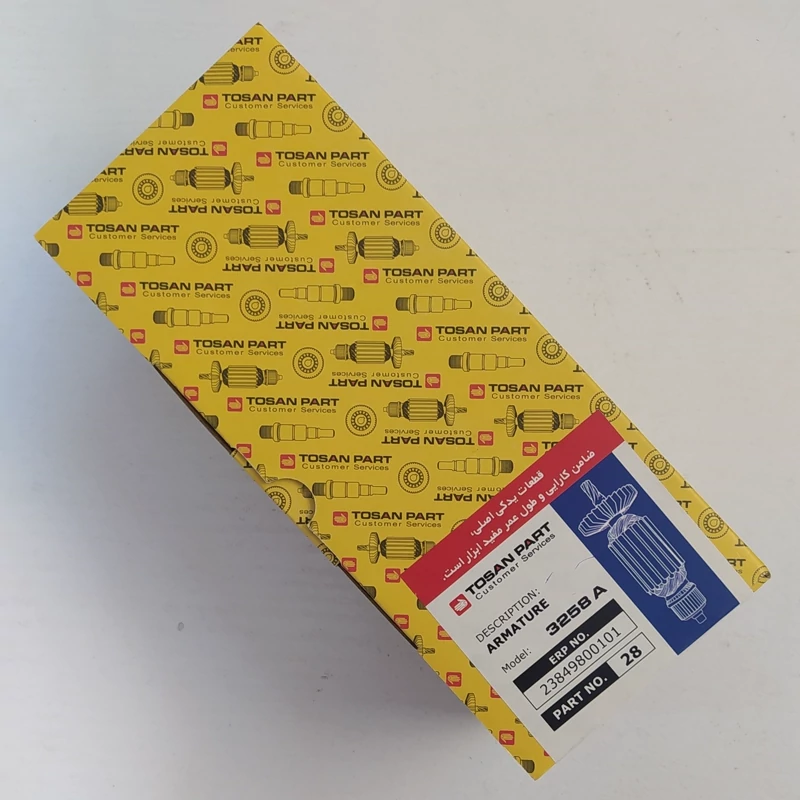 TOSAN PART
Customer Services
قطعات یدکی اصلی،
ضامن کارایی و طول عمر مفید ابزار است.
TOSAN PART
Customer Services
DESCRIPTION:
ARMATURE
Model: 3258 A
ERP NO.
23849800101
PART NO. 28